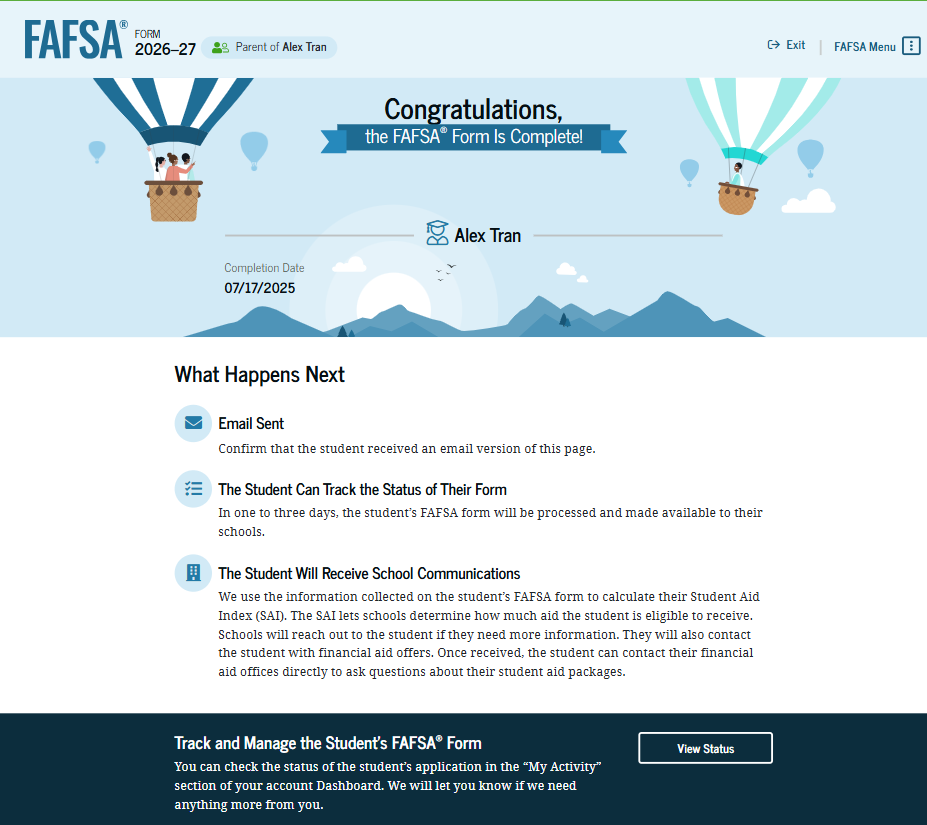 FAFSA® FORM 2026–27
Parent of Alex Tran
Exit | FAFSA Menu
Congratulations,
the FAFSA® Form Is Complete!
Alex Tran
Completion Date
07/17/2025
What Happens Next
Email Sent
Confirm that the student received an email version of this page.
The Student Can Track the Status of Their Form
In one to three days, the student’s FAFSA form will be processed and made available to their
schools.
The Student Will Receive School Communications
We use the information collected on the student’s FAFSA form to calculate their Student Aid
Index (SAI). The SAI lets schools determine how much aid the student is eligible to receive.
Schools will reach out to the student if they need more information. They will also contact
the student with financial aid offers. Once received, the student can contact their financial
aid offices directly to ask questions about their student aid packages.
Track and Manage the Student’s FAFSA® Form
You can check the status of the student’s application in the “My Activity”
section of your account Dashboard. We will let you know if we need
anything more from you.
View Status